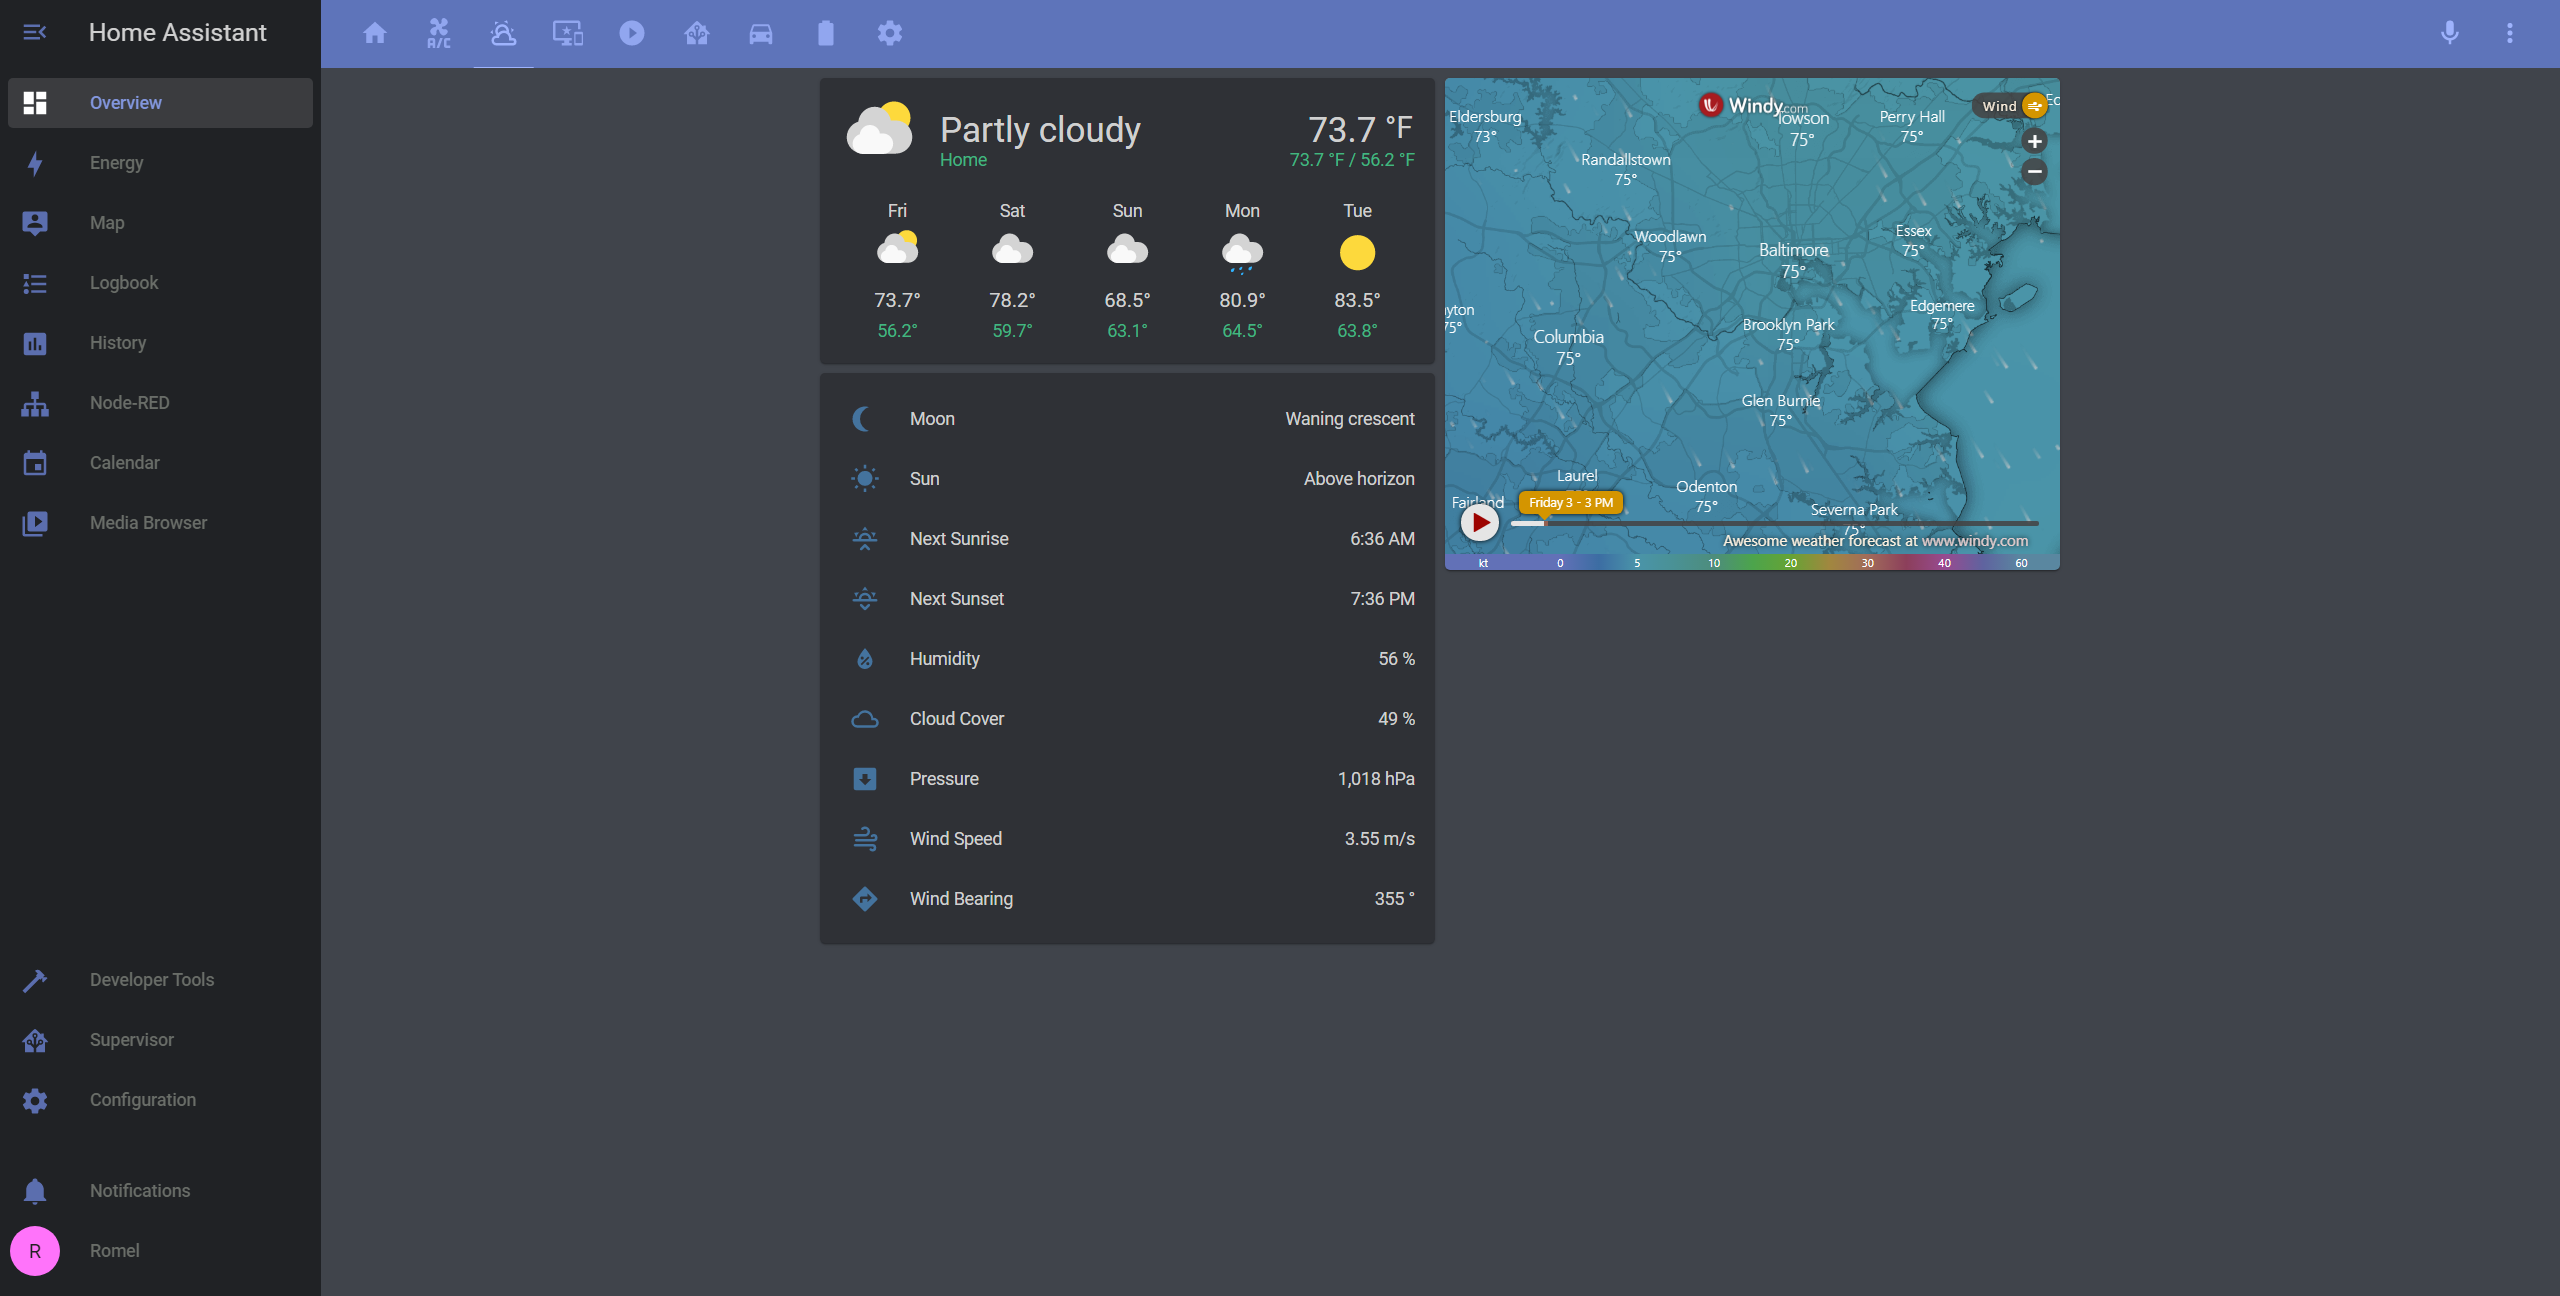 Home Assistant
A/C
Overview
Energy
Map
Logbook
History
Node-RED
Calendar
Media Browser
Developer Tools
Supervisor
Configuration
Notifications
R
Romel
Partly cloudy
Home
73.7 °F
73.7 °F / 56.2 °F
Fri Sat Sun Mon Tue
73.7° 78.2° 68.5° 80.9° 83.5°
56.2° 59.7° 63.1° 64.5° 63.8°
Moon Waning crescent
Sun Above horizon
Next Sunrise 6:36 AM
Next Sunset 7:36 PM
Humidity 56 %
Cloud Cover 49 %
Pressure 1,018 hPa
Wind Speed 3.55 m/s
Wind Bearing 355 °
Windy.com
Wind
Eldersburg
73°
Towson
75°
Perry Hall
75°
+
−
Randallstown
75°
Woodlawn
75°
Baltimore
75°
Essex
75°
Edgemere
75°
yton
75°
Columbia
75°
Brooklyn Park
75°
Glen Burnie
75°
Laurel
Odenton
75°
Fairland
Friday 3 - 3 PM
Severna Park
75°
Awesome weather forecast at www.windy.com
kt 0 5 10 20 30 40 60